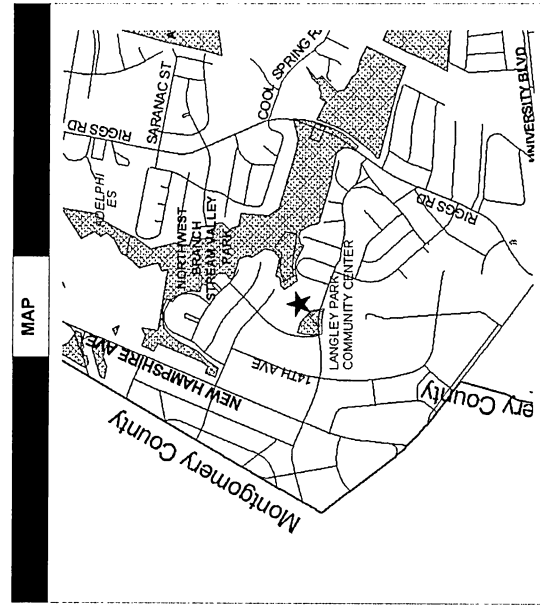 MAP
RIGGS RD
SARANAC ST
COOL SPRING R
ES
NORTHWEST
BRANCH
STREAM VALLEY
PARK
NEW HAMPSHIRE AVE
14TH AVE
Montgomery County
LANGLEY PARK
COMMUNITY CENTER
RIGGS RD
UNIVERSITY BLVD
ery County